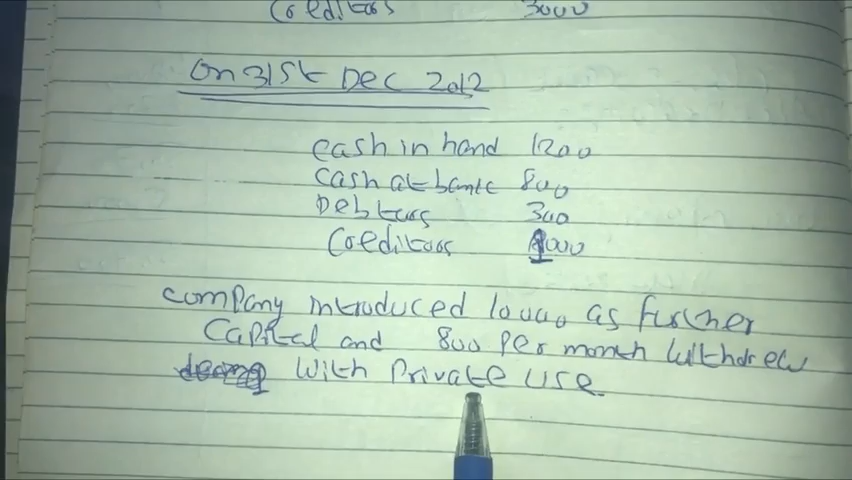 Creditors 3000
On 31st Dec 2012
cash in hand 1200
cash at bank 800
Debtors 300
Creditors 1000
company introduced 10000 as further
Capital and 800 per month withdrew
with private use.